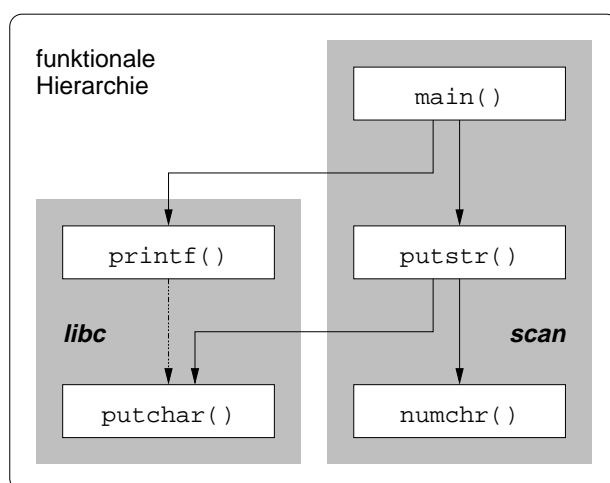 funktionale
Hierarchie
main()
printf()
putstr()
libc
scan
putchar()
numchr()